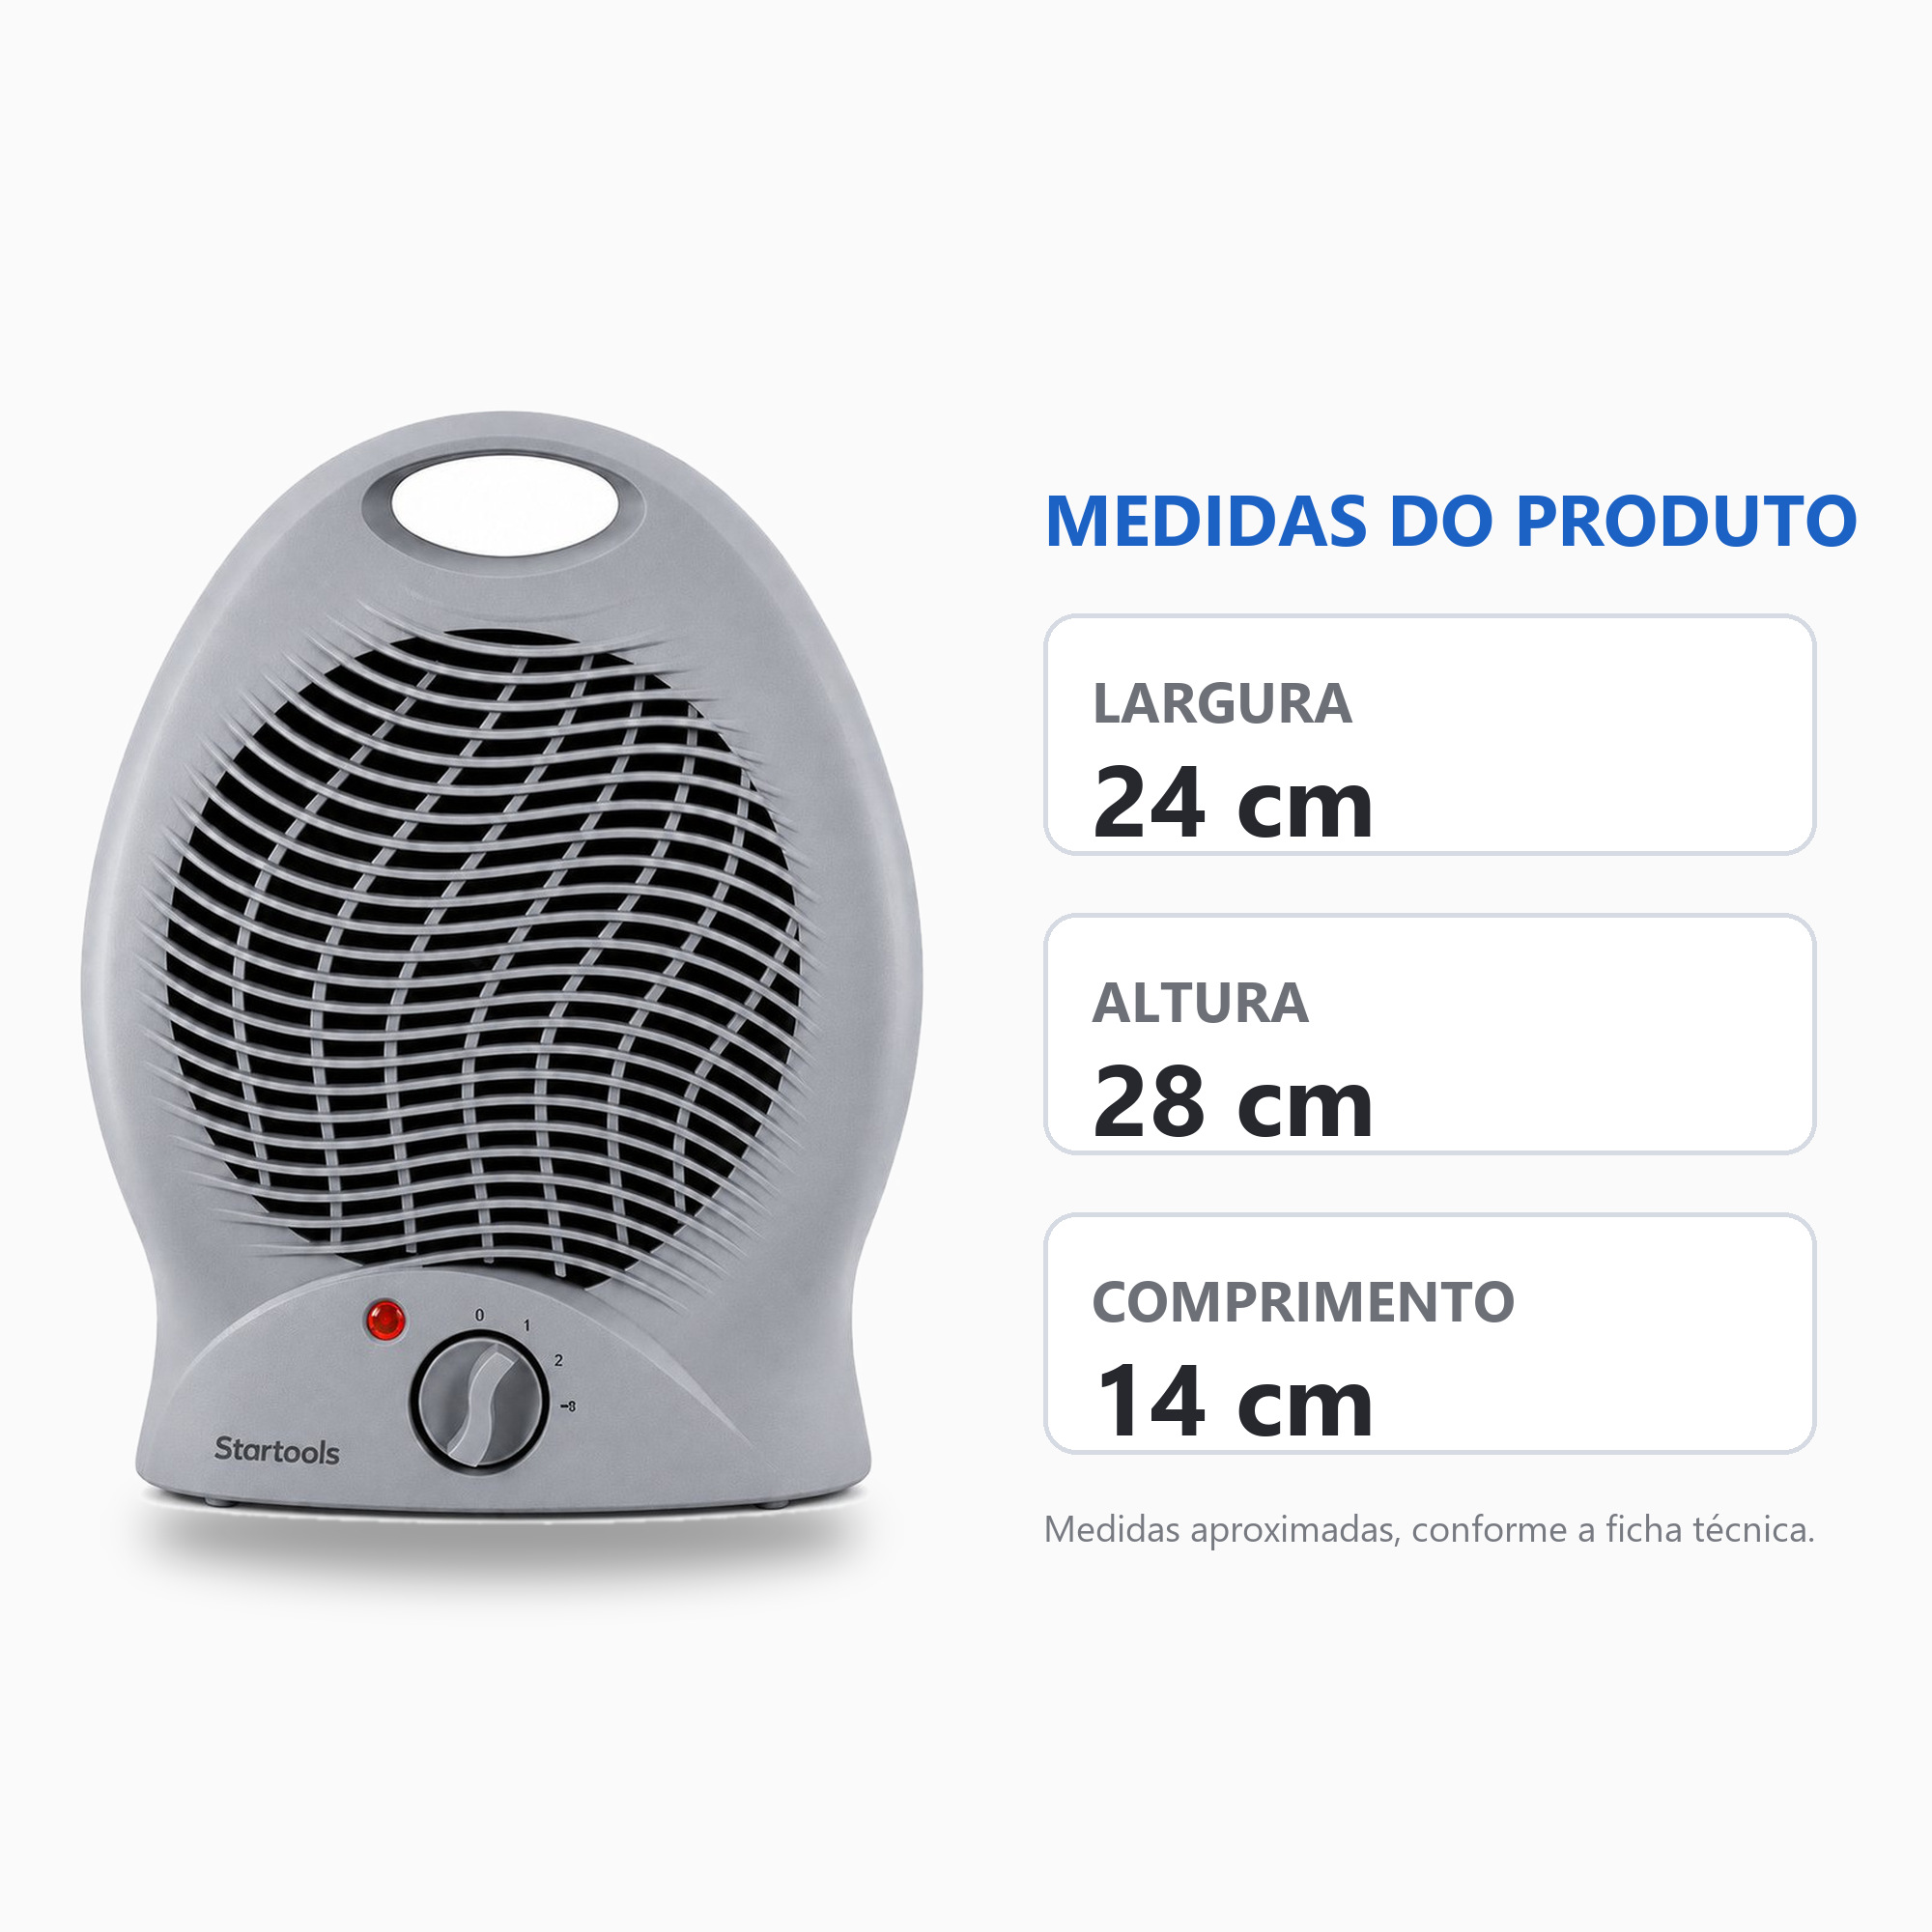 MEDIDAS DO PRODUTO
LARGURA
24 cm
ALTURA
28 cm
COMPRIMENTO
14 cm
Medidas aproximadas, conforme a ficha técnica.
0
1
2
Startools